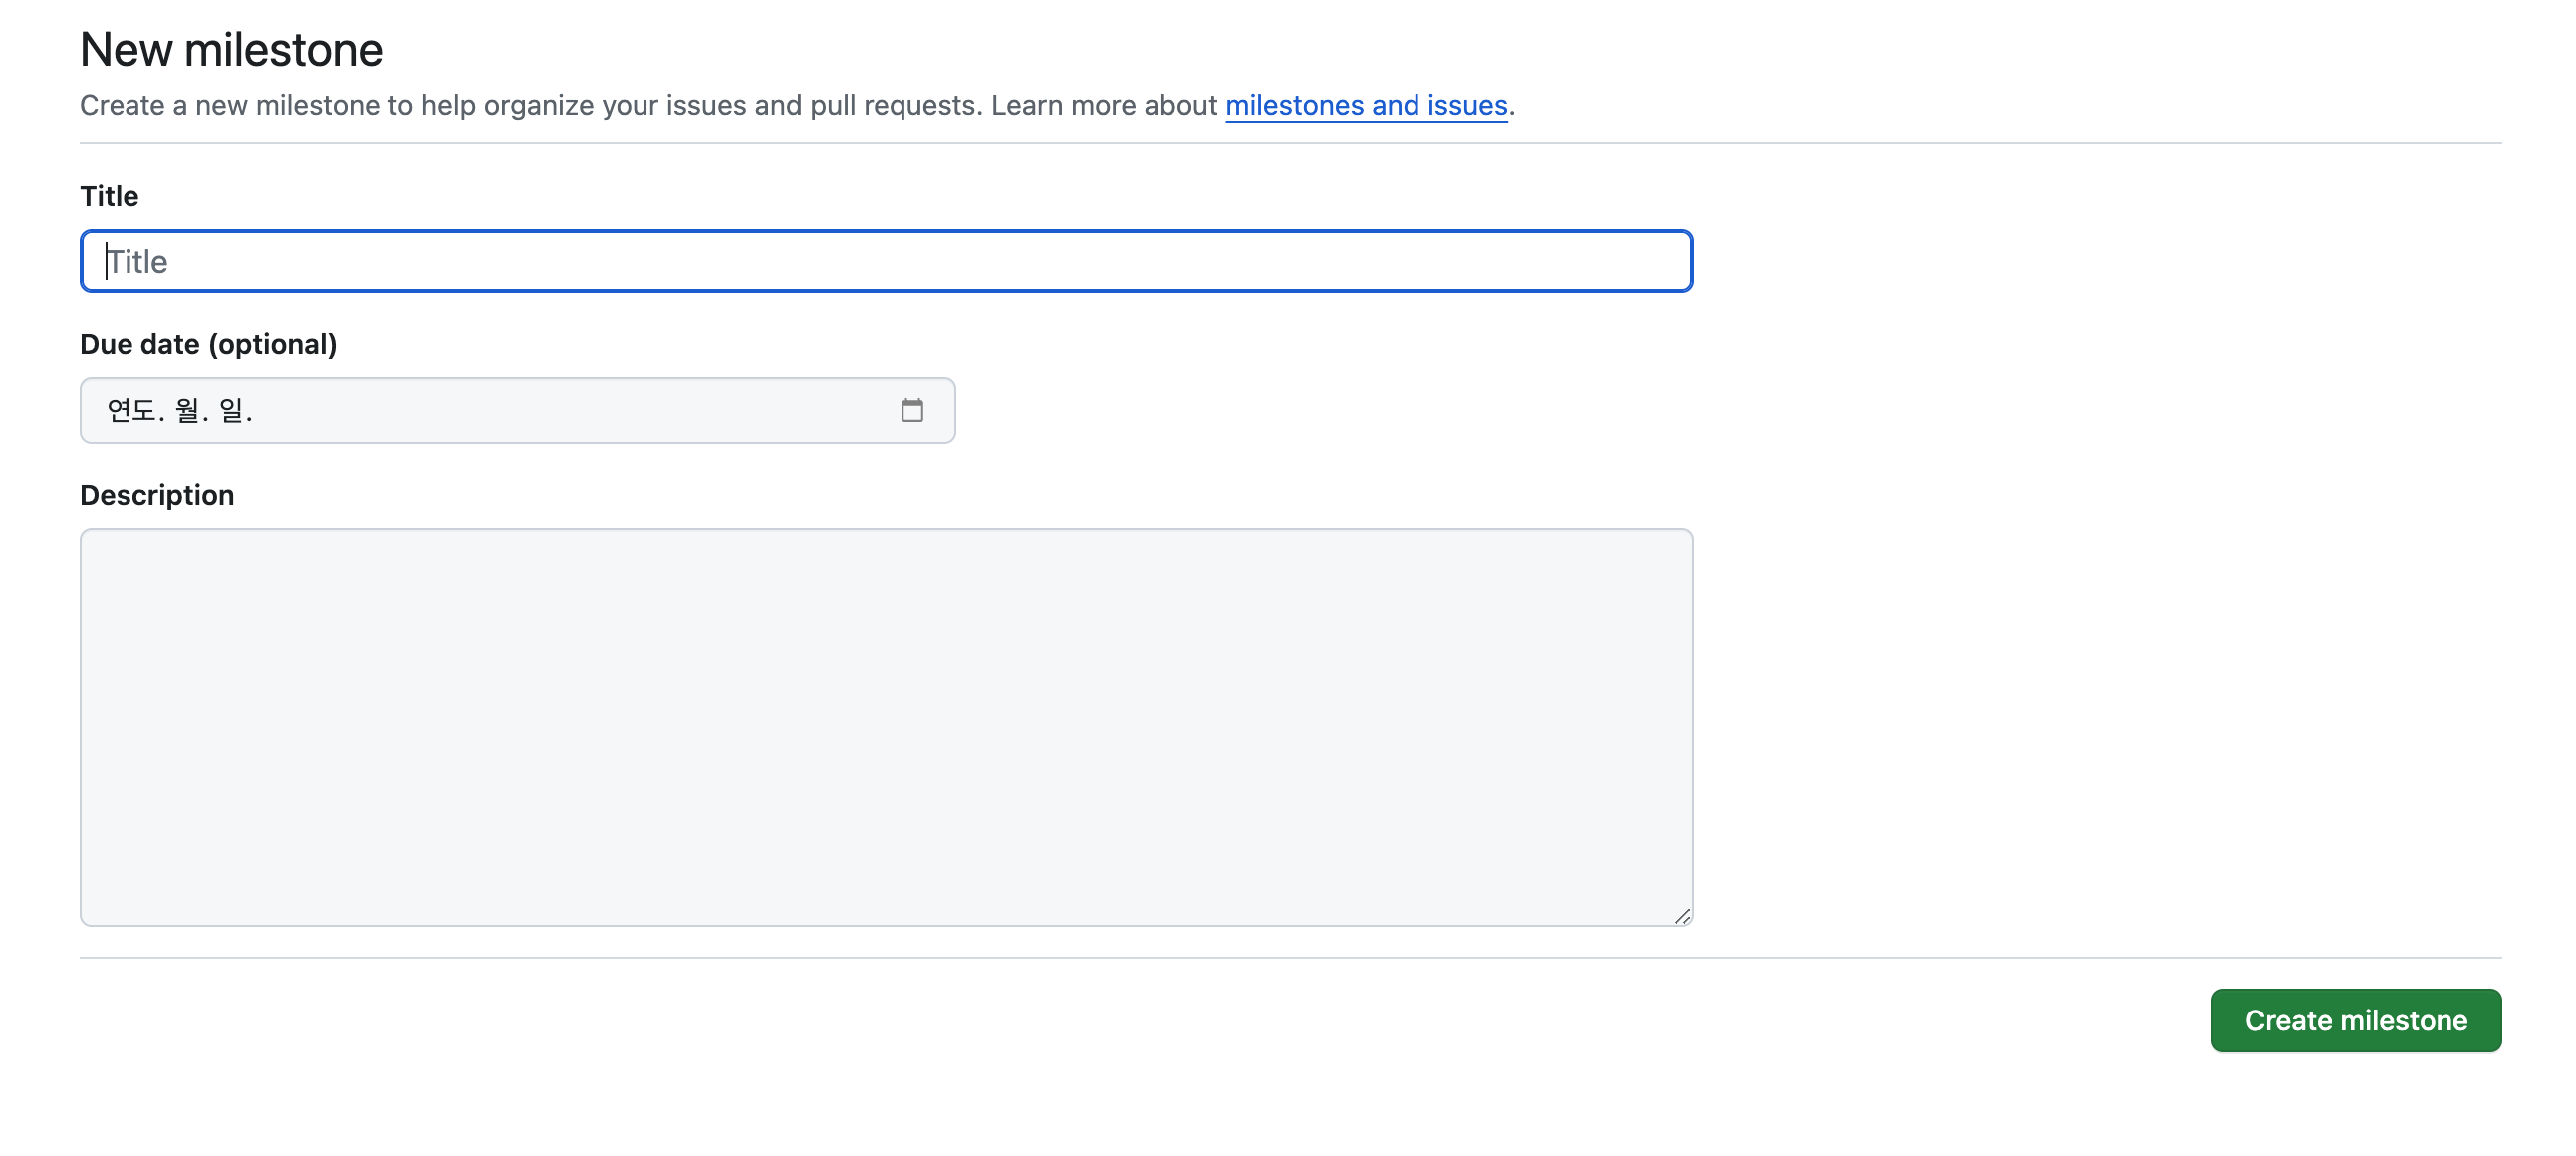 New milestone
Create a new milestone to help organize your issues and pull requests. Learn more about milestones and issues.
Title
Title
Due date (optional)
연도. 월. 일.
Description
Create milestone